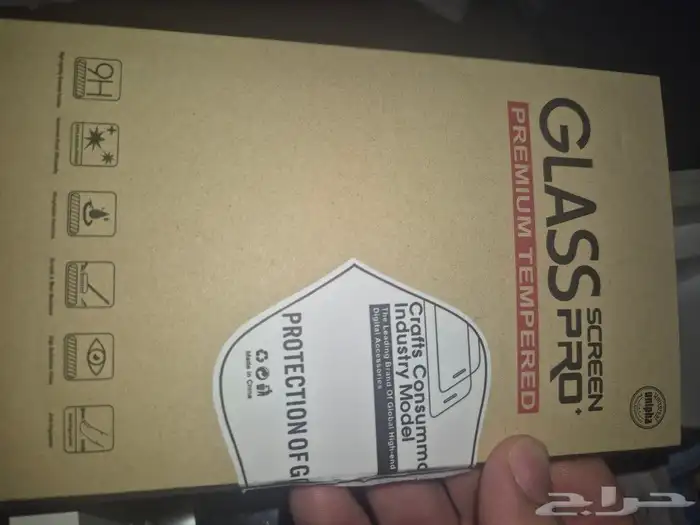 GLASS
SCREEN
PRO+
PREMIUM TEMPERED
unipha
9H
Crafts Consumma
Industry Model
The Leading Brand Of Global High-end
Digital Accessories
PROTECTION OF G
Made in China
حراج